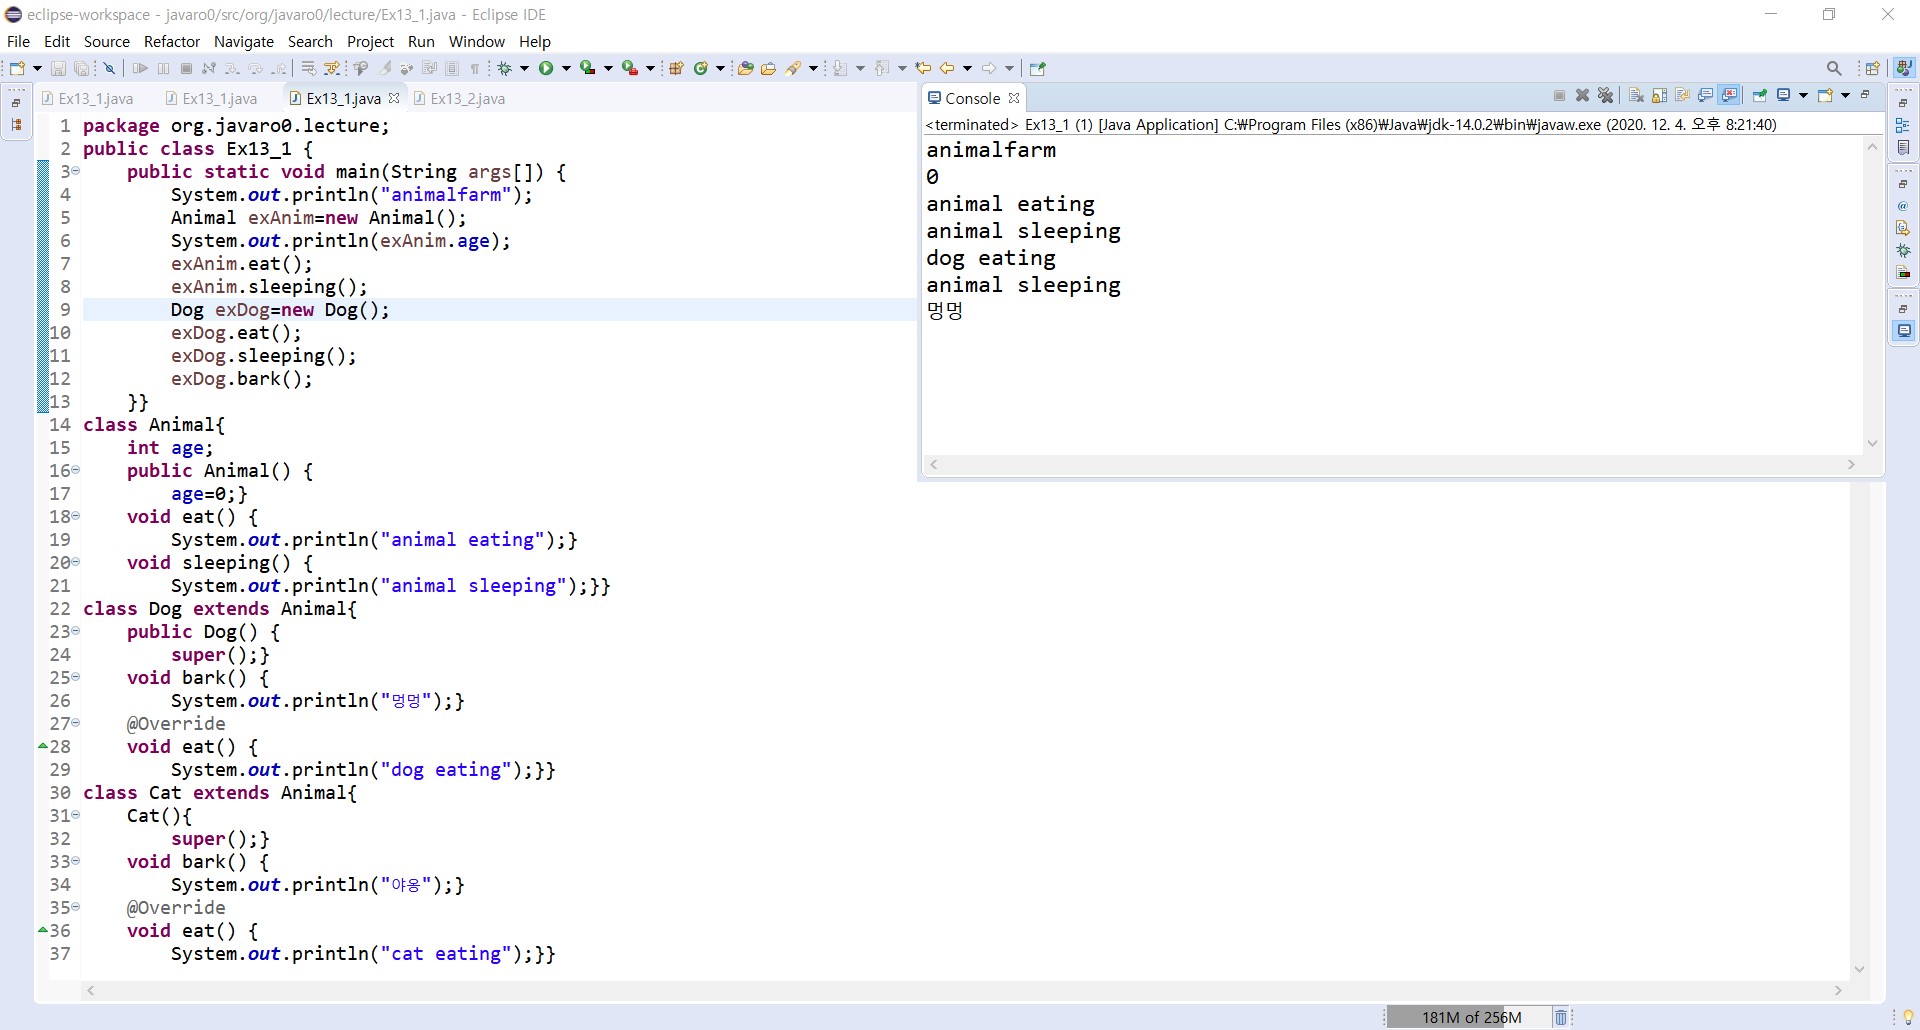 eclipse-workspace - javaro0/src/org/javaro0/lecture/Ex13_1.java - Eclipse IDE
File Edit Source Refactor Navigate Search Project Run Window Help
Ex13_1.java Ex13_1.java Ex13_1.java Ex13_2.java
1 package org.javaro0.lecture;
2 public class Ex13_1 {
3 public static void main(String args[]) {
4 System.out.println("animalfarm");
5 Animal exAnim=new Animal();
6 System.out.println(exAnim.age);
7 exAnim.eat();
8 exAnim.sleeping();
9 Dog exDog=new Dog();
10 exDog.eat();
11 exDog.sleeping();
12 exDog.bark();
13 }}
14 class Animal{
15 int age;
16 public Animal() {
17 age=0;}
18 void eat() {
19 System.out.println("animal eating");}
20 void sleeping() {
21 System.out.println("animal sleeping");}}
22 class Dog extends Animal{
23 public Dog() {
24 super();}
25 void bark() {
26 System.out.println("멍멍");}
27 @Override
28 void eat() {
29 System.out.println("dog eating");}}
30 class Cat extends Animal{
31 Cat(){
32 super();}
33 void bark() {
34 System.out.println("야옹");}
35 @Override
36 void eat() {
37 System.out.println("cat eating");}}
Console
<terminated> Ex13_1 (1) [Java Application] C:₩Program Files (x86)₩Java₩jdk-14.0.2₩bin₩javaw.exe (2020. 12. 4. 오후 8:21:40)
animalfarm
0
animal eating
animal sleeping
dog eating
animal sleeping
멍멍
181M of 256M